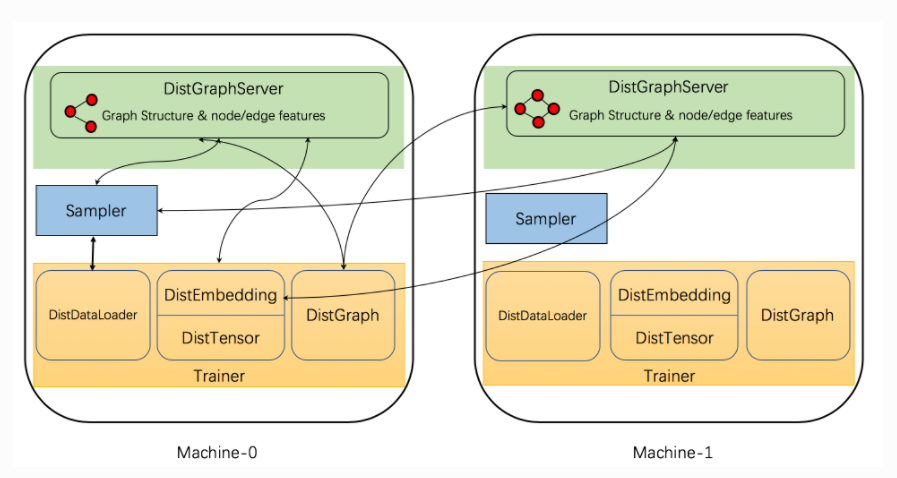 DistGraphServer
Graph Structure & node/edge features
Sampler
DistDataLoader
DistEmbedding
DistTensor
DistGraph
Trainer
Machine-0
DistGraphServer
Graph Structure & node/edge features
Sampler
DistDataLoader
DistEmbedding
DistTensor
DistGraph
Trainer
Machine-1